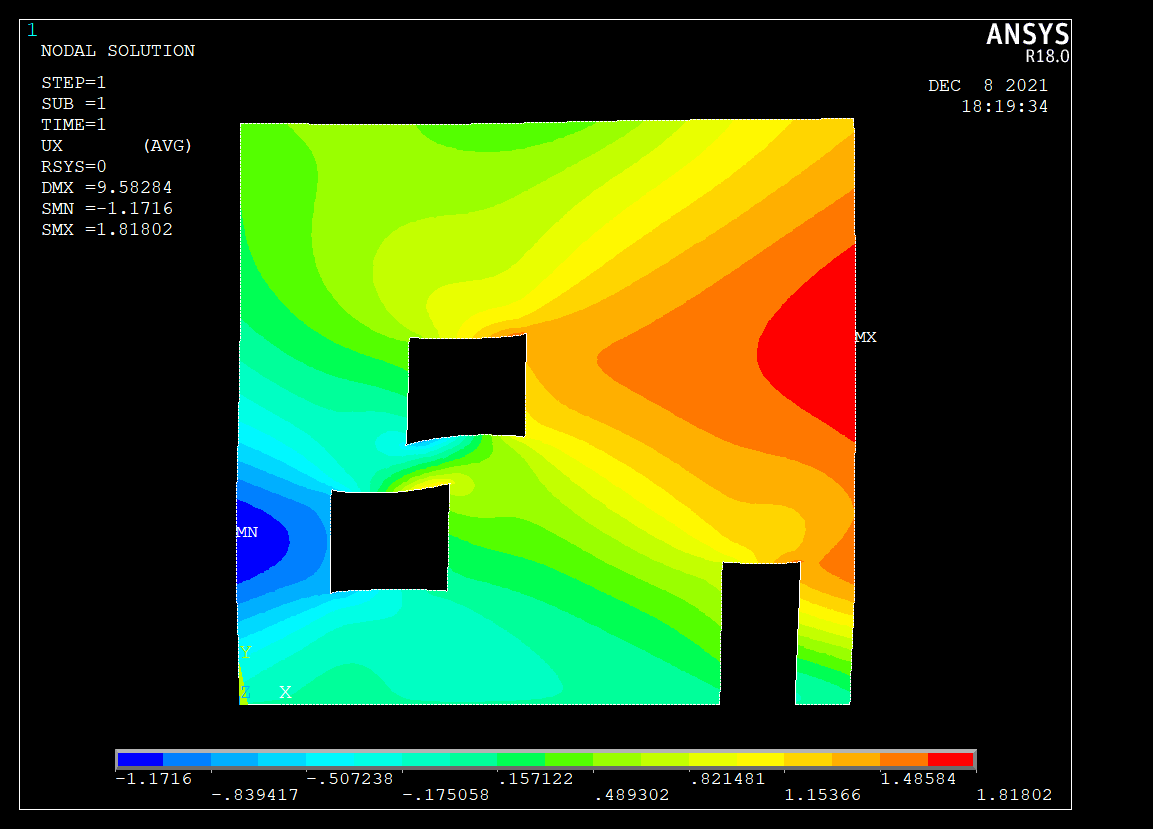 1
ANSYS
R18.0
NODAL SOLUTION
DEC 8 2021
18:19:34
STEP=1
SUB =1
TIME=1
UX (AVG)
RSYS=0
DMX =9.58284
SMN =-1.1716
SMX =1.81802
MX
MN
Y
Z X
-1.1716 -.507238 .157122 .821481 1.48584
-.839417 -.175058 .489302 1.15366 1.81802